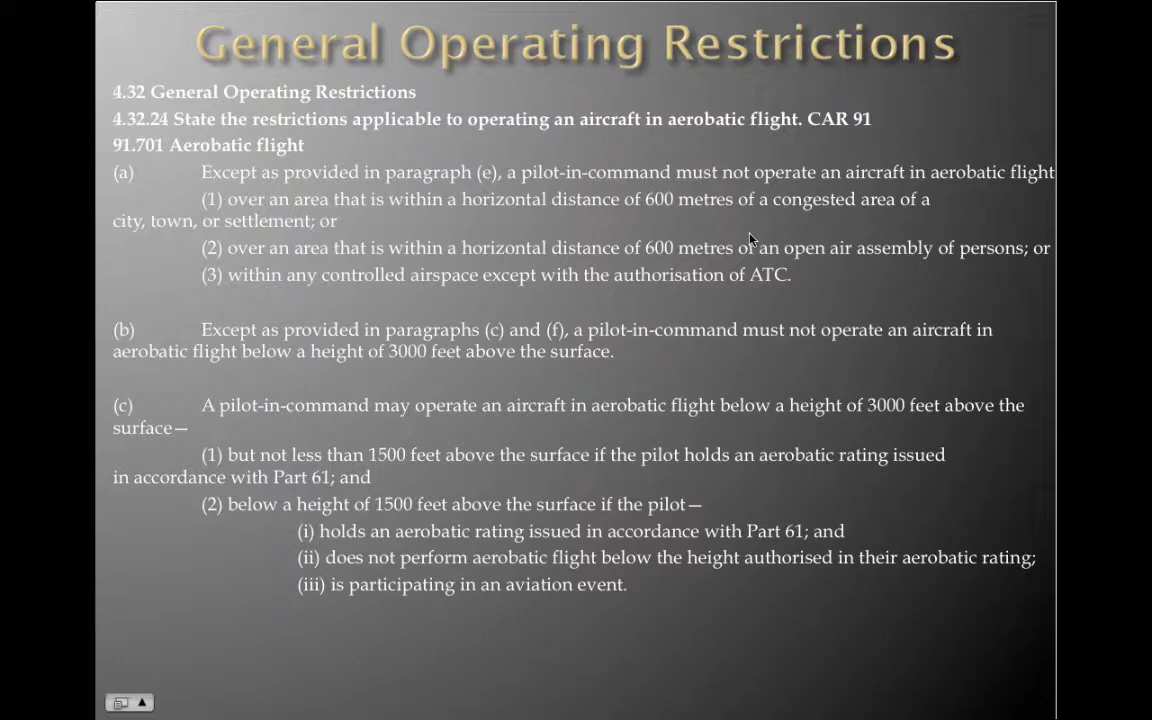 General Operating Restrictions
4.32 General Operating Restrictions
4.32.24 State the restrictions applicable to operating an aircraft in aerobatic flight. CAR 91
91.701 Aerobatic flight
(a) Except as provided in paragraph (e), a pilot-in-command must not operate an aircraft in aerobatic flight
(1) over an area that is within a horizontal distance of 600 metres of a congested area of a
city, town, or settlement; or
(2) over an area that is within a horizontal distance of 600 metres of an open air assembly of persons; or
(3) within any controlled airspace except with the authorisation of ATC.
(b) Except as provided in paragraphs (c) and (f), a pilot-in-command must not operate an aircraft in
aerobatic flight below a height of 3000 feet above the surface.
(c) A pilot-in-command may operate an aircraft in aerobatic flight below a height of 3000 feet above the
surface—
(1) but not less than 1500 feet above the surface if the pilot holds an aerobatic rating issued
in accordance with Part 61; and
(2) below a height of 1500 feet above the surface if the pilot—
(i) holds an aerobatic rating issued in accordance with Part 61; and
(ii) does not perform aerobatic flight below the height authorised in their aerobatic rating;
(iii) is participating in an aviation event.